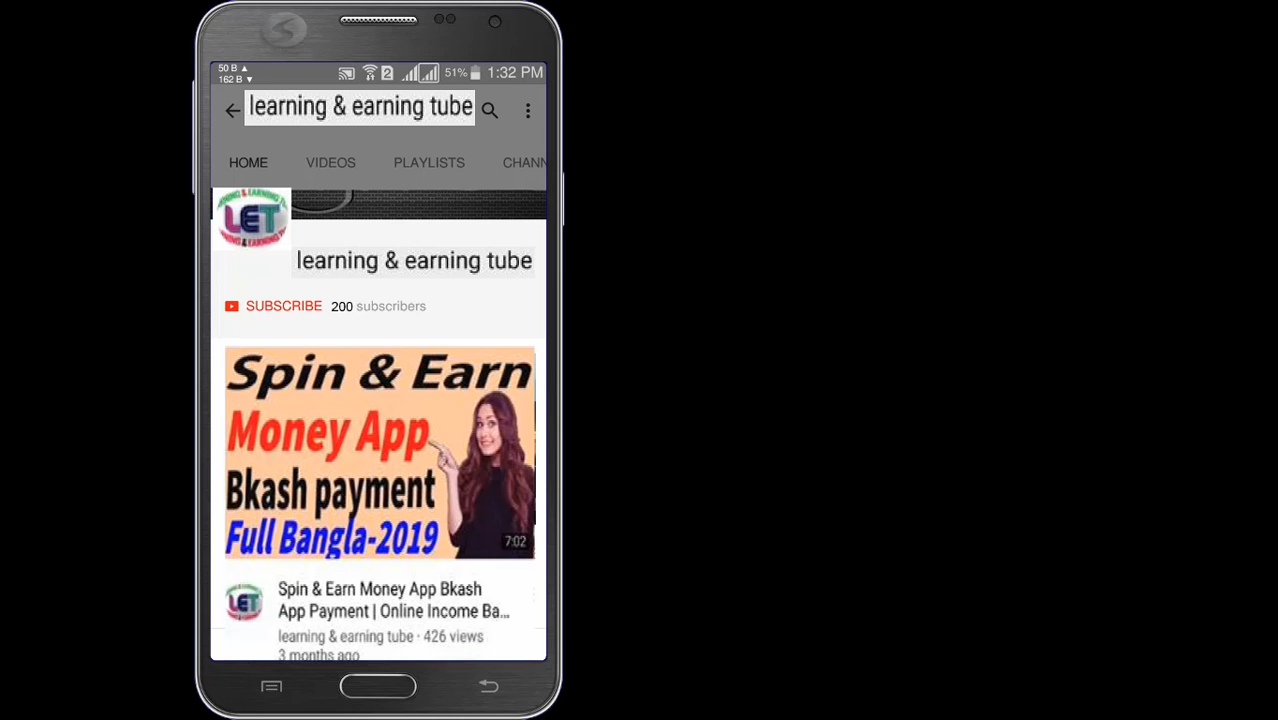 50 B ▲
162 B ▼
2 51% 1:32 PM
learning & earning tube
HOME VIDEOS PLAYLISTS CHANN
LET
learning & earning tube
SUBSCRIBE 200 subscribers
Spin & Earn
Money App
Bkash payment
Full Bangla-2019
7:02
LET
Spin & Earn Money App Bkash
App Payment | Online Income Ba...
learning & earning tube · 426 views
3 months ago